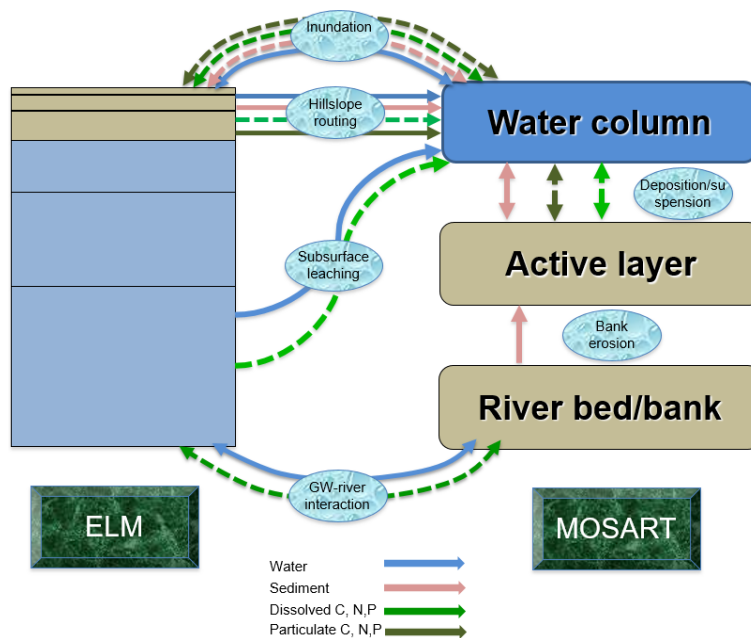 Inundation
Hillslope
routing
Water column
Deposition/su
spension
Subsurface
leaching
Active layer
Bank
erosion
River bed/bank
GW-river
interaction
ELM
MOSART
Water
Sediment
Dissolved C, N,P
Particulate C, N,P